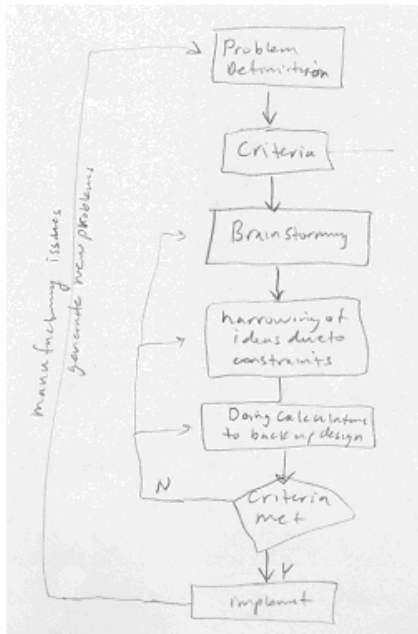 Problem
Definition
Criteria
Brainstorming
narrowing of
ideas due to
constraints
Doing calculations
to back up design
Criteria
met
N
Y
implement
manufacturing issues
generate new problems